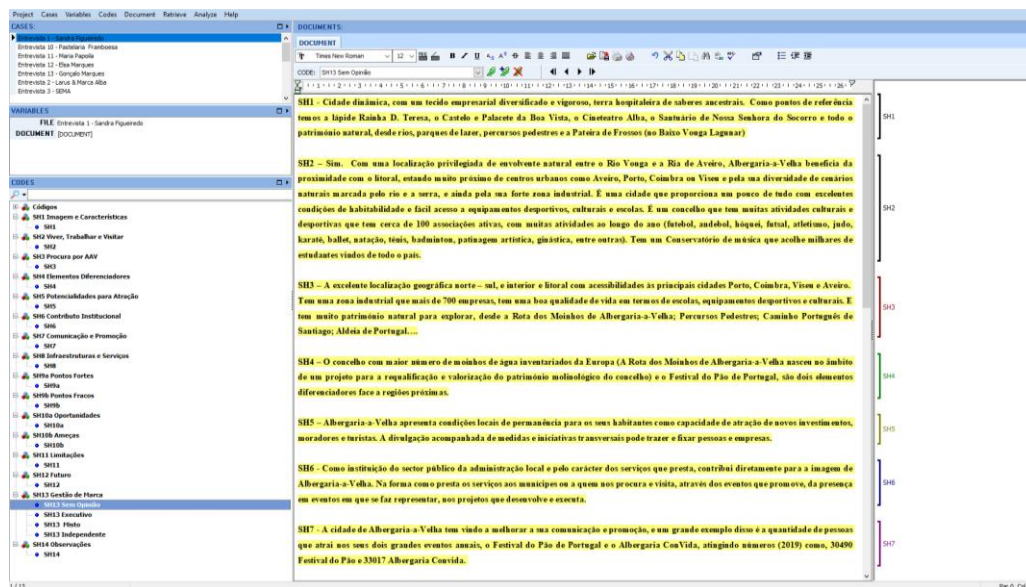 Project Cases Variables Codes Document Retrieve Analyze Help
CASES:
Entrevista 1 - Sandra Figueiredo
Entrevista 10 - Pastelaria Framboesa
Entrevista 11 - Maria Papoila
Entrevista 12 - Elsa Marques
Entrevista 13 - Gonçalo Marques
Entrevista 2 - Larus & Marca Alba
Entrevista 3 - SEMA
VARIABLES
FILE Entrevista 1 - Sandra Figueiredo
DOCUMENT [DOCUMENT]
CODES
Códigos
SH1 Imagem e Características
SH1
SH2 Viver, Trabalhar e Visitar
SH2
SH3 Procura por AAV
SH3
SH4 Elementos Diferenciadores
SH4
SH5 Potencialidades para Atração
SH5
SH6 Contributo Institucional
SH6
SH7 Comunicação e Promoção
SH7
SH8 Infraestruturas e Serviços
SH8
SH9a Pontos Fortes
SH9a
SH9b Pontos Fracos
SH9b
SH10a Oportunidades
SH10a
SH10b Ameças
SH10b
SH11 Limitações
SH11
SH12 Futuro
SH12
SH13 Gestão de Marca
SH13 Sem Opinião
SH13 Executivo
SH13 Misto
SH13 Independente
SH14 Observações
SH14
1 / 15
DOCUMENTS:
DOCUMENT
Times New Roman 12
CODE: SH13 Sem Opinião
SH1 - Cidade dinâmica, com um tecido empresarial diversificado e vigoroso, terra hospitaleira de saberes ancestrais. Como pontos de referência
temos a lápide Rainha D. Teresa, o Castelo e Palacete da Boa Vista, o Cineteatro Alba, o Santuário de Nossa Senhora do Socorro e todo o
património natural, desde rios, parques de lazer, percursos pedestres e a Pateira de Frossos (no Baixo Vouga Lagunar)
SH2 – Sim. Com uma localização privilegiada de envolvente natural entre o Rio Vouga e a Ria de Aveiro, Albergaria-a-Velha beneficia da
proximidade com o litoral, estando muito próximo de centros urbanos como Aveiro, Porto, Coimbra ou Viseu e pela sua diversidade de cenários
naturais marcada pelo rio e a serra, e ainda pela sua forte zona industrial. É uma cidade que proporciona um pouco de tudo com excelentes
condições de habitabilidade e fácil acesso a equipamentos desportivos, culturais e escolas. É um concelho que tem muitas atividades culturais e
desportivas que tem cerca de 100 associações ativas, com muitas atividades ao longo do ano (futebol, andebol, hóquei, futsal, atletismo, judo,
karaté, ballet, natação, ténis, badminton, patinagem artística, ginástica, entre outras). Tem um Conservatório de música que acolhe milhares de
estudantes vindos de todo o país.
SH3 – A excelente localização geográfica norte – sul, e interior e litoral com acessibilidades às principais cidades Porto, Coimbra, Viseu e Aveiro.
Tem uma zona industrial que mais de 700 empresas, tem uma boa qualidade de vida em termos de escolas, equipamentos desportivos e culturais. E
tem muito património natural para explorar, desde a Rota dos Moinhos de Albergaria-a-Velha; Percursos Pedestres; Caminho Português de
Santiago; Aldeia de Portugal….
SH4 – O concelho com maior número de moinhos de água inventariados da Europa (A Rota dos Moinhos de Albergaria-a-Velha nasceu no âmbito
de um projeto para a requalificação e valorização do património molinológico do concelho) e o Festival do Pão de Portugal, são dois elementos
diferenciadores face a regiões próximas.
SH5 – Albergaria-a-Velha apresenta condições locais de permanência para os seus habitantes como capacidade de atração de novos investimentos,
moradores e turistas. A divulgação acompanhada de medidas e iniciativas transversais pode trazer e fixar pessoas e empresas.
SH6 - Como instituição do sector público da administração local e pelo carácter dos serviços que presta, contribui diretamente para a imagem de
Albergaria-a-Velha. Na forma como presta os serviços aos munícipes ou a quem nos procura e visita, através dos eventos que promove, da presença
em eventos em que se faz representar, nos projetos que desenvolve e executa.
SH7 - A cidade de Albergaria-a-Velha tem vindo a melhorar a sua comunicação e promoção, e um grande exemplo disso é a quantidade de pessoas
que atrai nos seus dois grandes eventos anuais, o Festival do Pão de Portugal e o Albergaria ConVida, atingindo números (2019) como, 30490
Festival do Pão e 33017 Albergaria Convida.
SH1
SH2
SH3
SH4
SH5
SH6
SH7